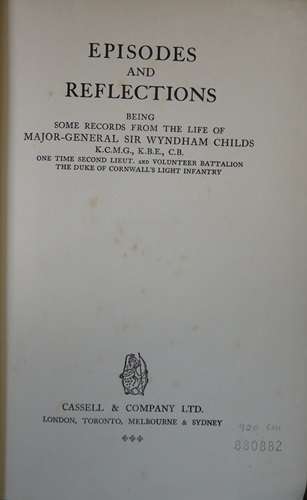 EPISODES
AND
REFLECTIONS
BEING
SOME RECORDS FROM THE LIFE OF
MAJOR-GENERAL SIR WYNDHAM CHILDS
K.C.M.G., K.B.E., C.B.
ONE TIME SECOND LIEUT. 2ND VOLUNTEER BATTALION
THE DUKE OF CORNWALL'S LIGHT INFANTRY
CASSELL & COMPANY LTD.
LONDON, TORONTO, MELBOURNE & SYDNEY
920
880882